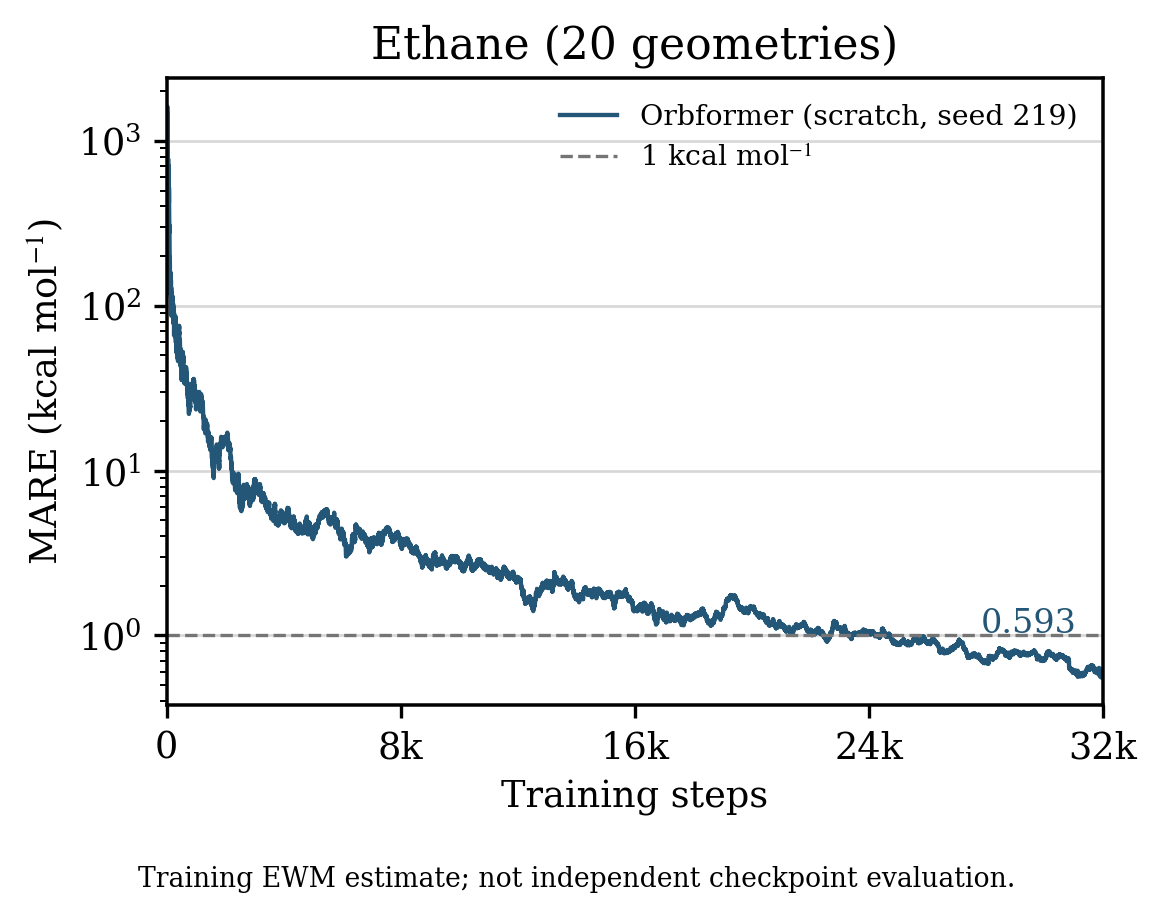 Ethane (20 geometries)
Orbformer (scratch, seed 219)
1 kcal mol⁻¹
MARE (kcal mol⁻¹)
10³
10²
10¹
10⁰
0.593
0 8k 16k 24k 32k
Training steps
Training EWM estimate; not independent checkpoint evaluation.